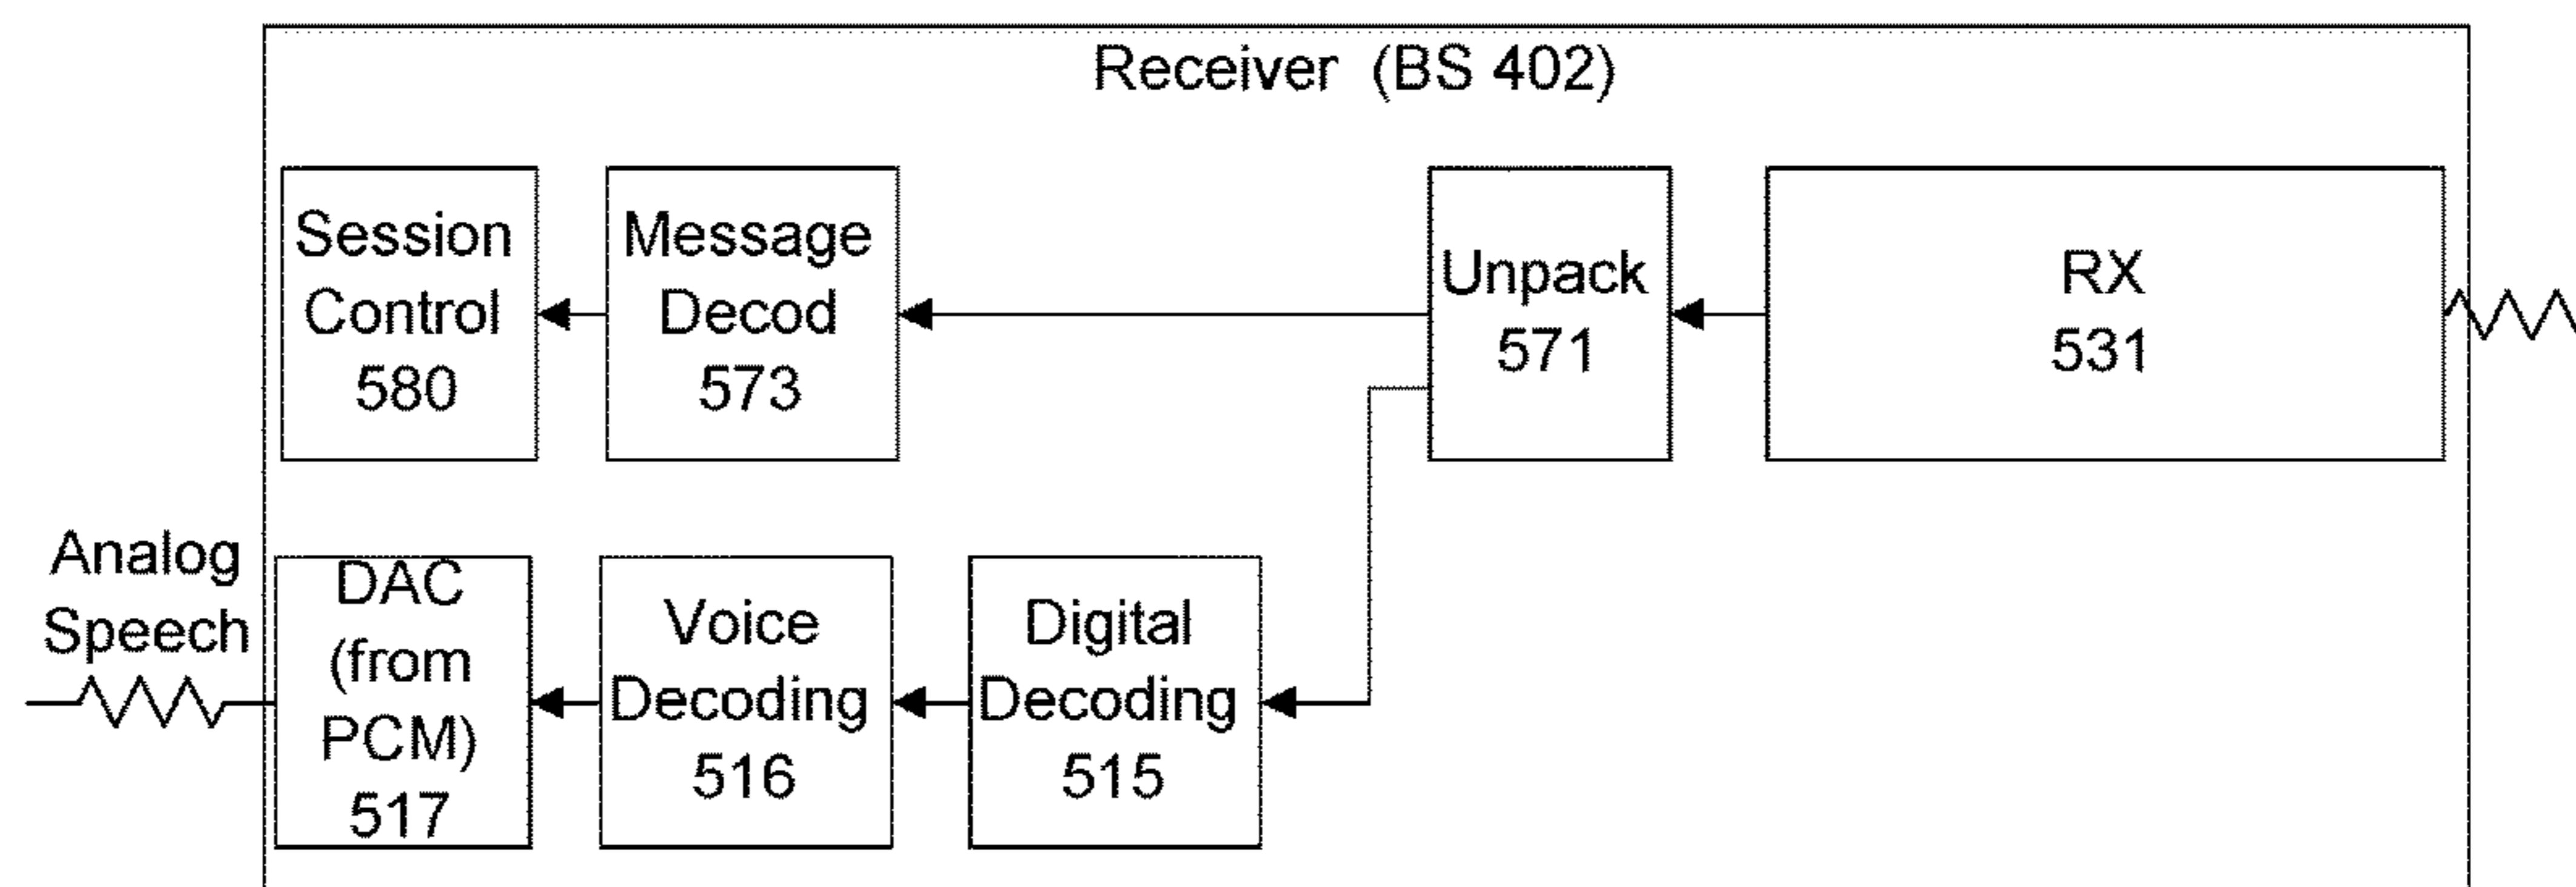 Receiver (BS 402)
Session
Control
580
Message
Decod
573
Unpack
571
RX
531
Analog
Speech
DAC
(from
PCM)
517
Voice
Decoding
516
Digital
Decoding
515